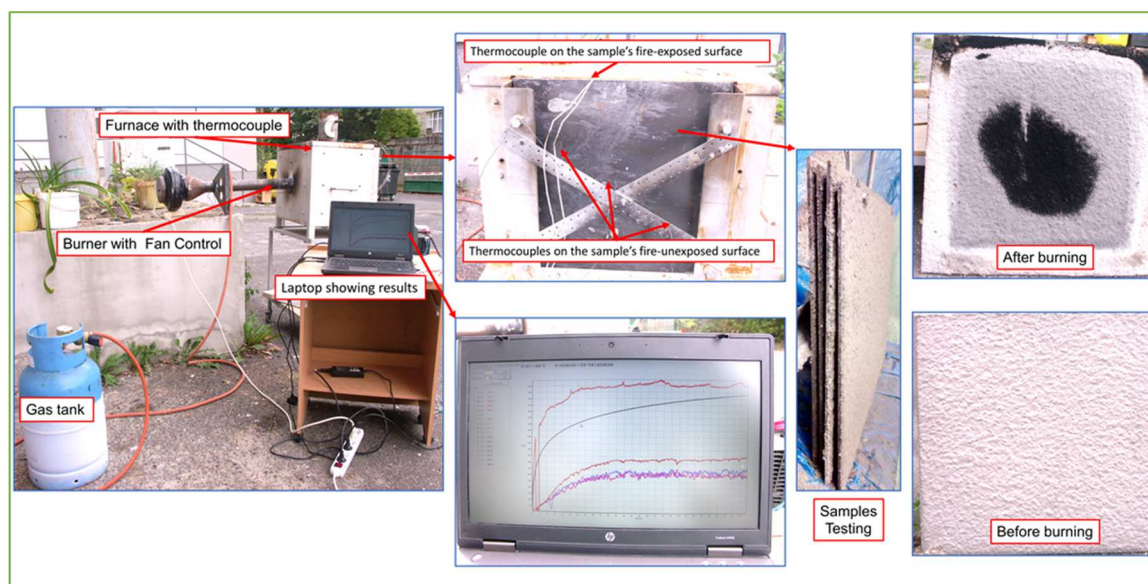 Thermocouple on the sample's fire-exposed surface
Furnace with thermocouple
Burner with  Fan Control
Thermocouples on the sample's fire-unexposed surface
Laptop showing results
Gas tank
Samples
Testing
After burning
Before burning
hp